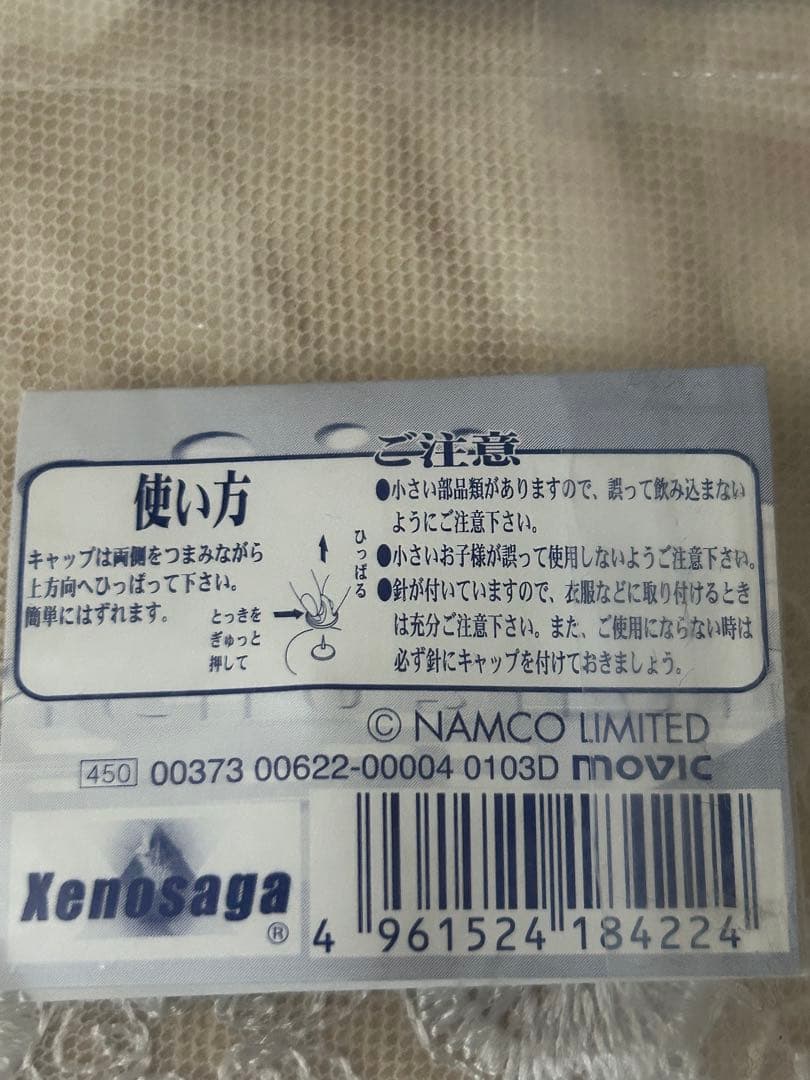 使い方
キャップは両側をつまみながら
上方向へひっぱって下さい。
簡単にはずれます。
とっきを
ぎゅっと
押して
ひっぱる
ご注意
●小さい部品類がありますので、誤って飲み込まない
ようにご注意下さい。
●小さいお子様が誤って使用しないようご注意下さい。
●針が付いていますので、衣服などに取り付けるとき
は充分ご注意下さい。また、ご使用にならない時は
必ず針にキャップを付けておきましょう。
© NAMCO LIMITED
450 00373 00622-00004 0103D movic
Xenosaga
®
4 961524 184224